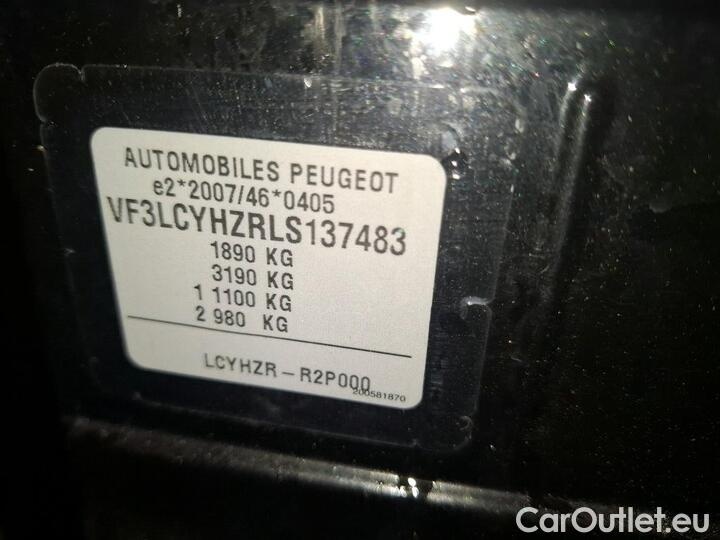 AUTOMOBILES PEUGEOT
e2*2007/46*0405
VF3LCYHZRLS137483
1890 KG
3190 KG
1 1100 KG
2 980 KG
LCYHZR – R2P000
200581870
CarOutlet.eu